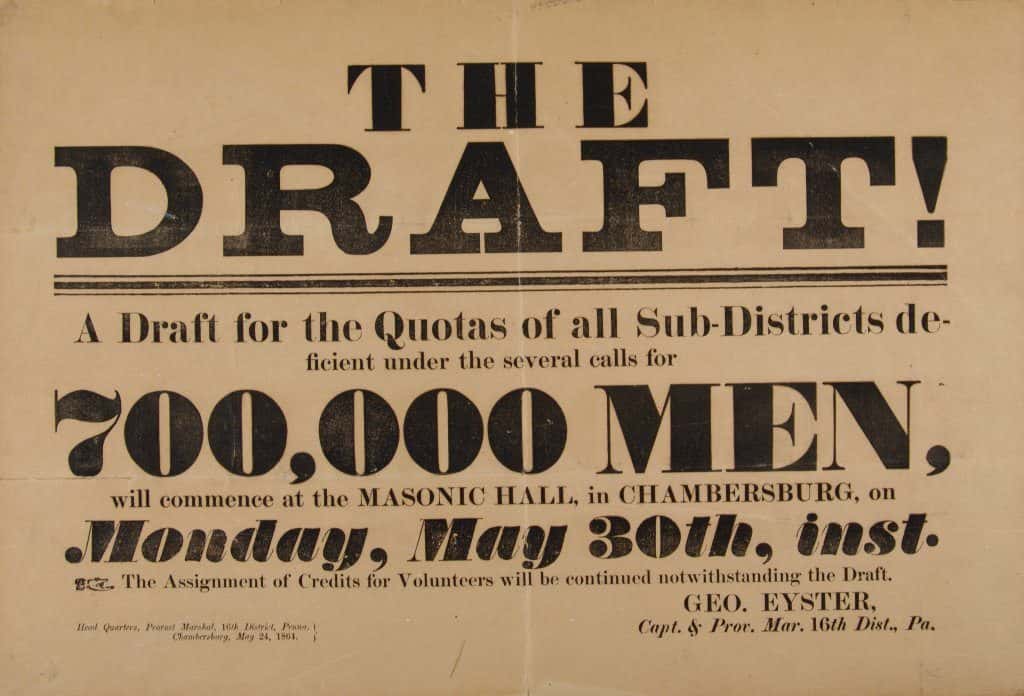 THE
DRAFT!
A Draft for the Quotas of all Sub-Districts de-
ficient under the several calls for
700,000 MEN,
will commence at the MASONIC HALL, in CHAMBERSBURG, on
Monday, May 30th, inst.
The Assignment of Credits for Volunteers will be continued notwithstanding the Draft.
GEO. EYSTER,
Capt. & Prov. Mar. 16th Dist., Pa.
Head Quarters, Provost Marshal, 16th District, Penna.
Chambersburg, May 24, 1864.